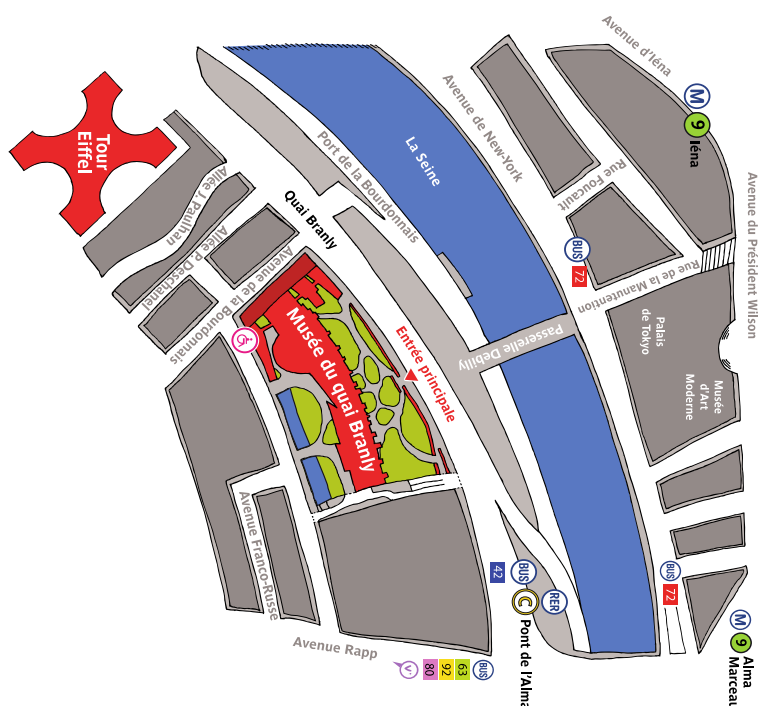 Avenue d'Iéna
M
9
Iéna
Avenue du Président Wilson
Avenue de New-York
Rue Foucault
BUS
72
Rue de la Manutention
Palais
de Tokyo
Musée
d'Art
Moderne
La Seine
Port de la Bourdonnais
Passerelle Debilly
Quai Branly
Tour
Eiffel
Allée J. Paulhan
Allée P. Deschanel
Avenue de la Bourdonnais
Musée du quai Branly
Entrée principale
Avenue Franco-Russe
Avenue Rapp
BUS
63
92
80
V'
BUS
42
RER
C
Pont de l'Alma
BUS
72
M
9
Alma
Marceau